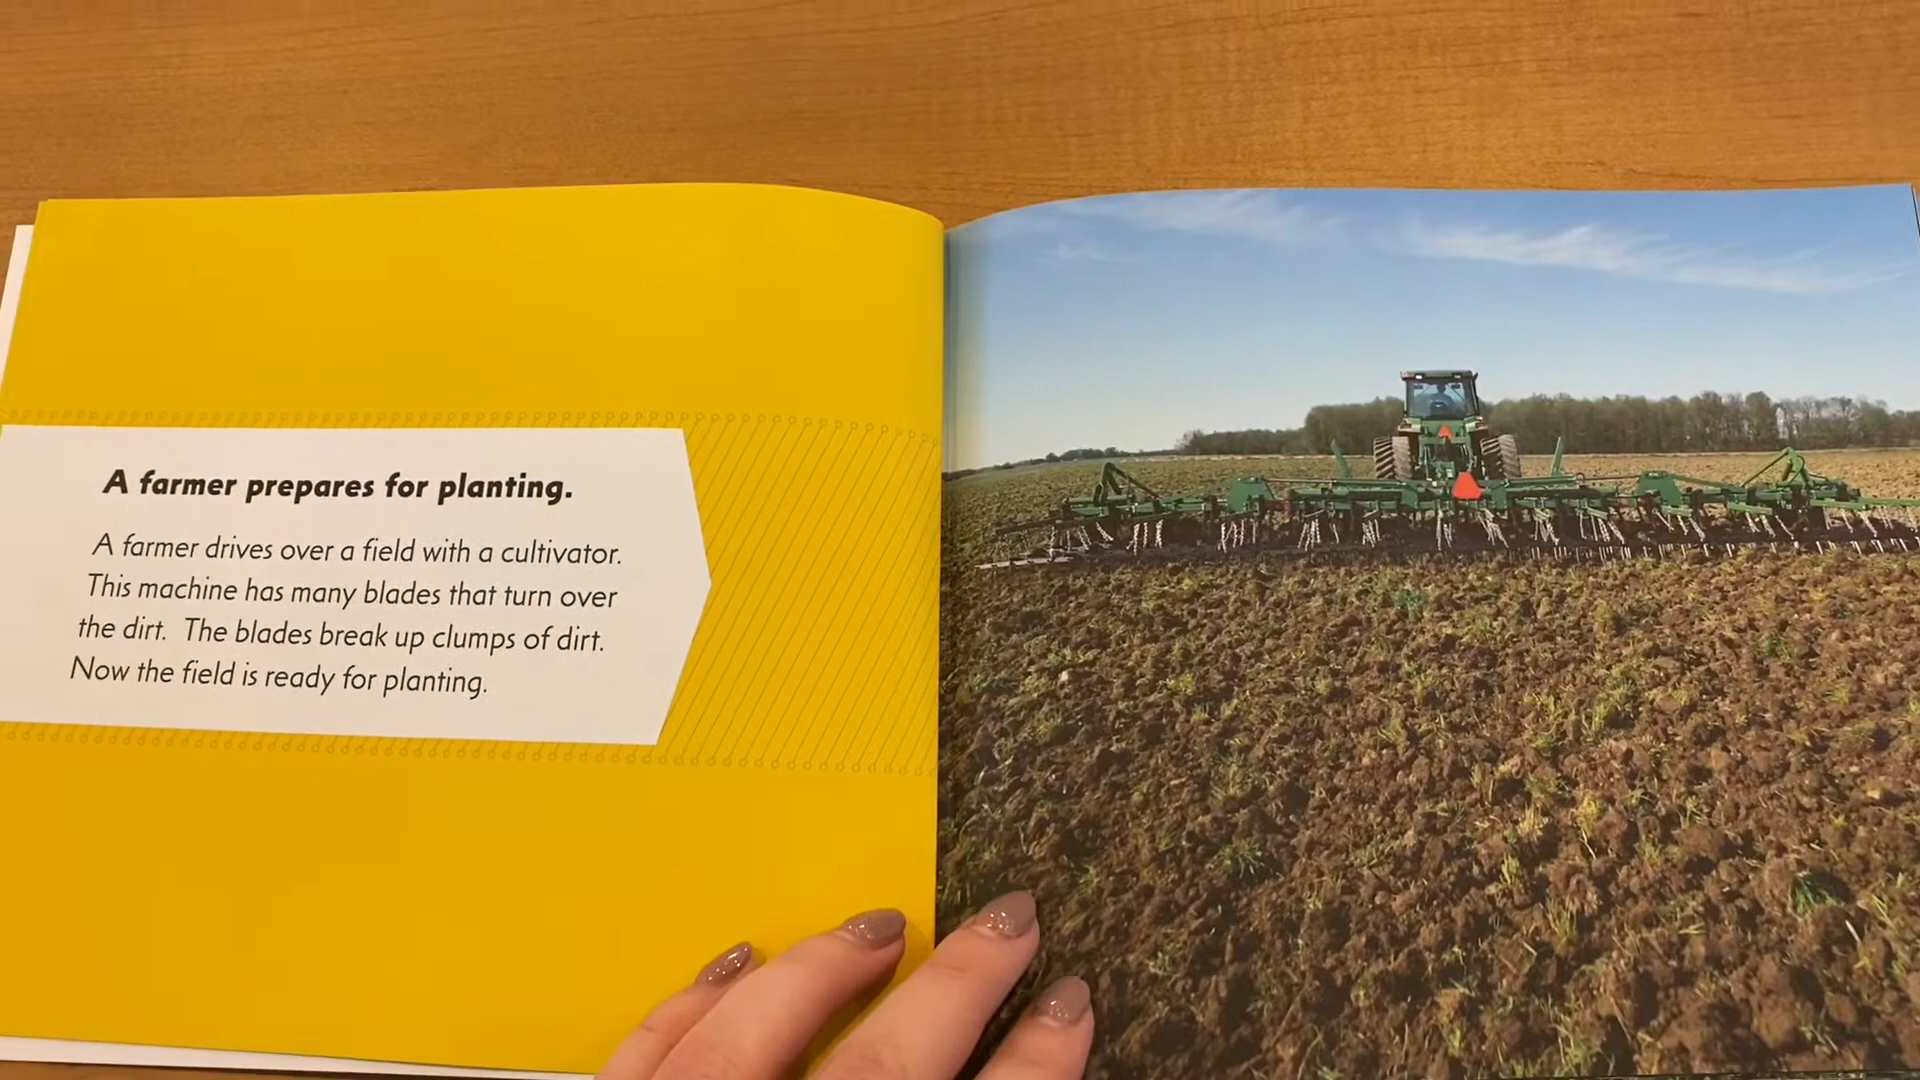 A farmer prepares for planting.
A farmer drives over a field with a cultivator.
This machine has many blades that turn over
the dirt. The blades break up clumps of dirt.
Now the field is ready for planting.